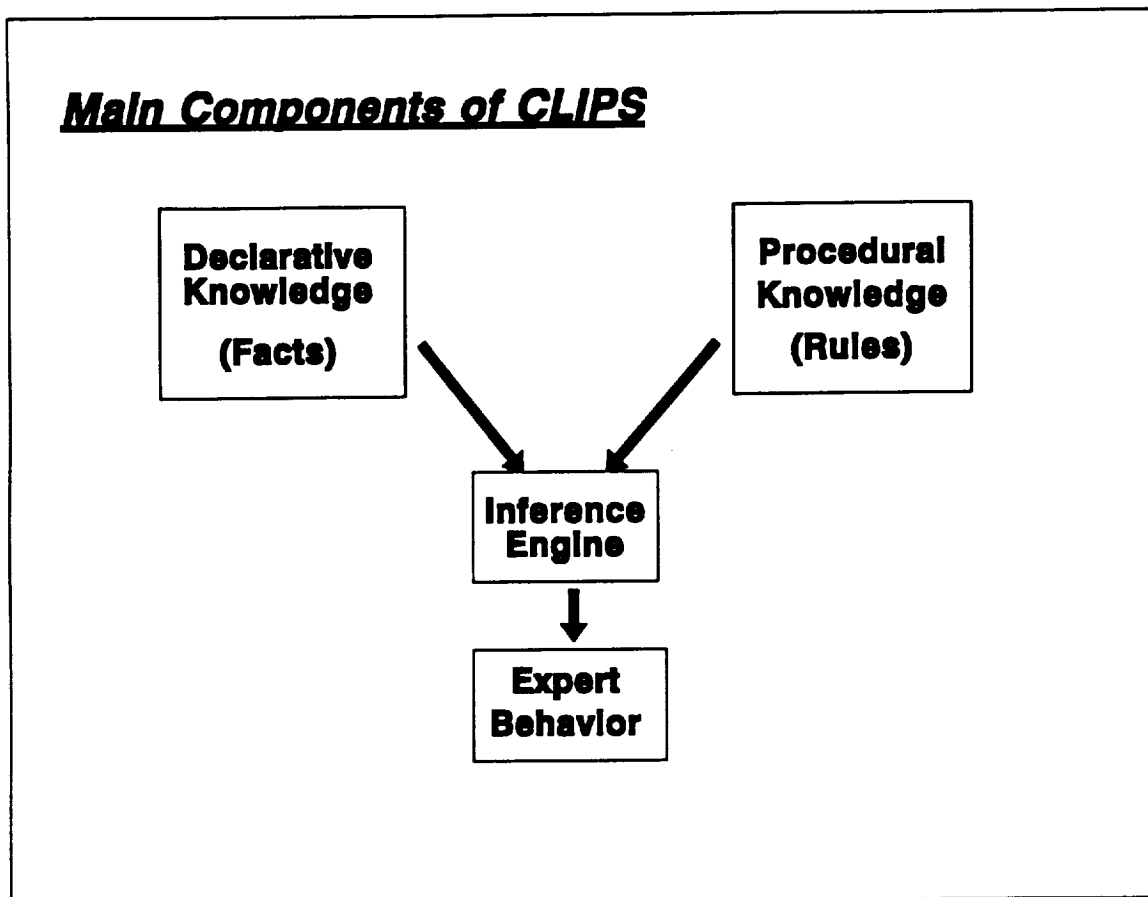 Main Components of CLIPS
Declarative
Knowledge
(Facts)
Procedural
Knowledge
(Rules)
Inference
Engine
Expert
Behavior